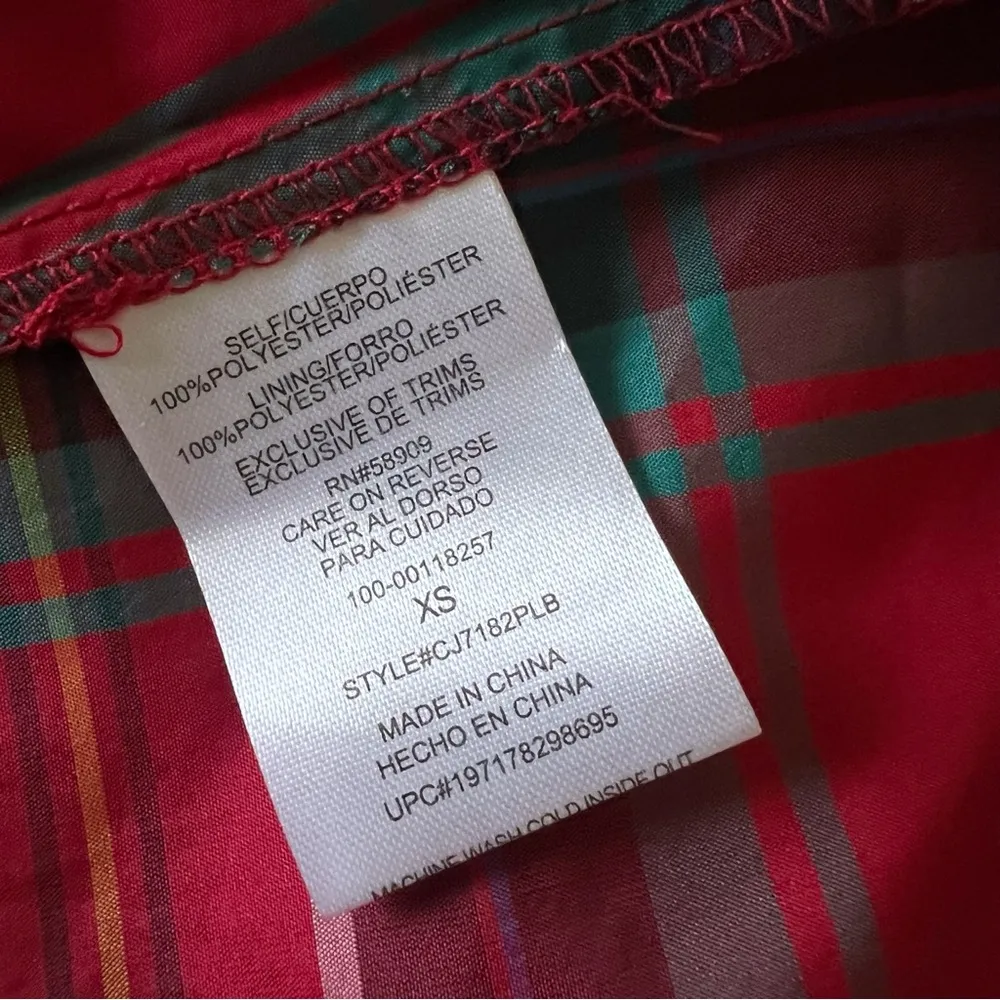 SELF/CUERPO
100%POLYESTER/POLIÉSTER
LINING/FORRO
100%POLYESTER/POLIÉSTER
EXCLUSIVE OF TRIMS
EXCLUSIVE DE TRIMS
RN#58909
CARE ON REVERSE
VER AL DORSO
PARA CUIDADO
100-00118257
XS
STYLE#CJ7182PLB
MADE IN CHINA
HECHO EN CHINA
UPC#197178298695
MACHINE WASH COLD INSIDE OUT